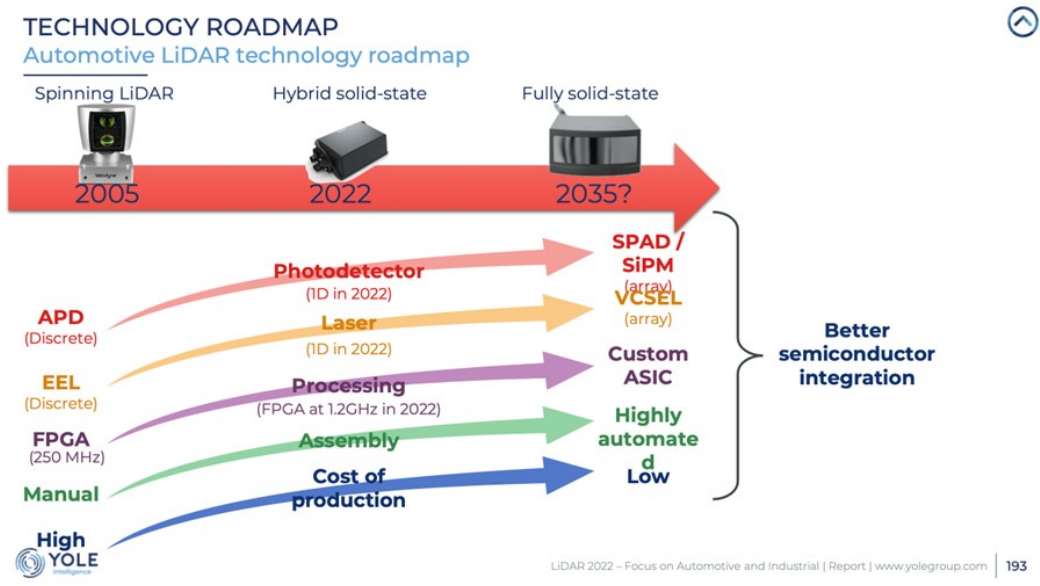 TECHNOLOGY ROADMAP
Automotive LiDAR technology roadmap
Spinning LiDAR
Hybrid solid-state
Fully solid-state
Velodyne
2005
2022
2035?
APD
(Discrete)
Photodetector
(1D in 2022)
SPAD /
SiPM
(array)
EEL
(Discrete)
Laser
(1D in 2022)
VCSEL
(array)
FPGA
(250 MHz)
Processing
(FPGA at 1.2GHz in 2022)
Custom
ASIC
Manual
Assembly
Highly
automate
d
High
Cost of
production
Low
Better
semiconductor
integration
YOLE
Intelligence
LiDAR 2022 – Focus on Automotive and Industrial | Report | www.yolegroup.com
193